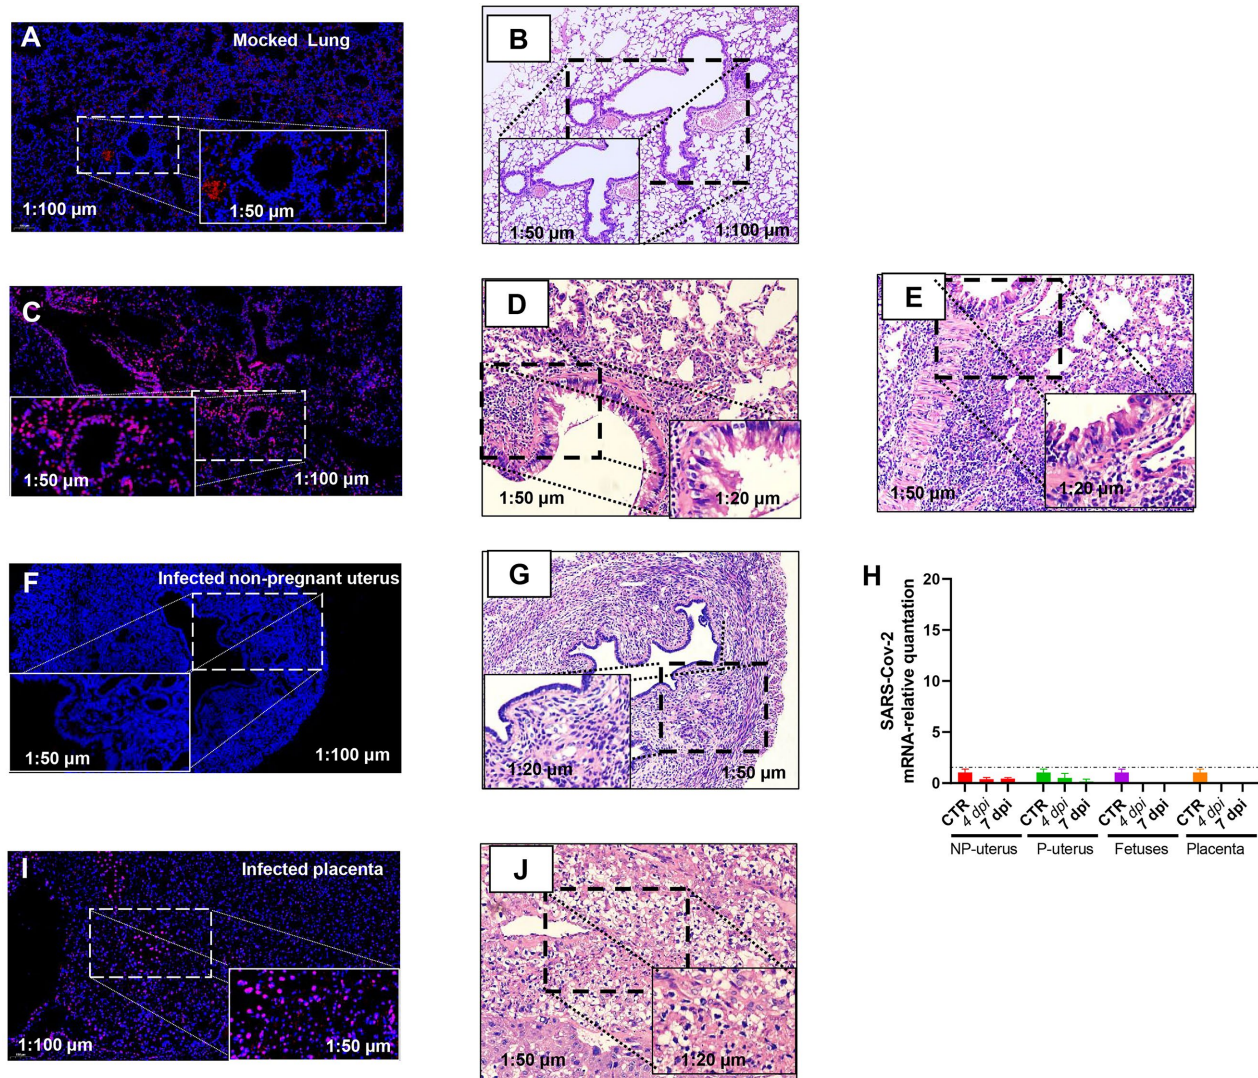 A
Mocked Lung
1:100 µm
1:50 µm
B
1:50 µm
1:100 µm
C
1:50 µm
1:100 µm
D
1:50 µm
1:20 µm
E
1:50 µm
1:20 µm
F
Infected non-pregnant uterus
1:50 µm
1:100 µm
G
1:20 µm
1:50 µm
H
SARS-Cov-2
mRNA-relative quantation
20
15
10
5
0
CTR
4 dpi
7 dpi
CTR
4 dpi
7 dpi
CTR
4 dpi
7 dpi
CTR
4 dpi
7 dpi
NP-uterus
P-uterus
Fetuses
Placenta
I
Infected placenta
1:100 µm
1:50 µm
J
1:50 µm
1:20 µm